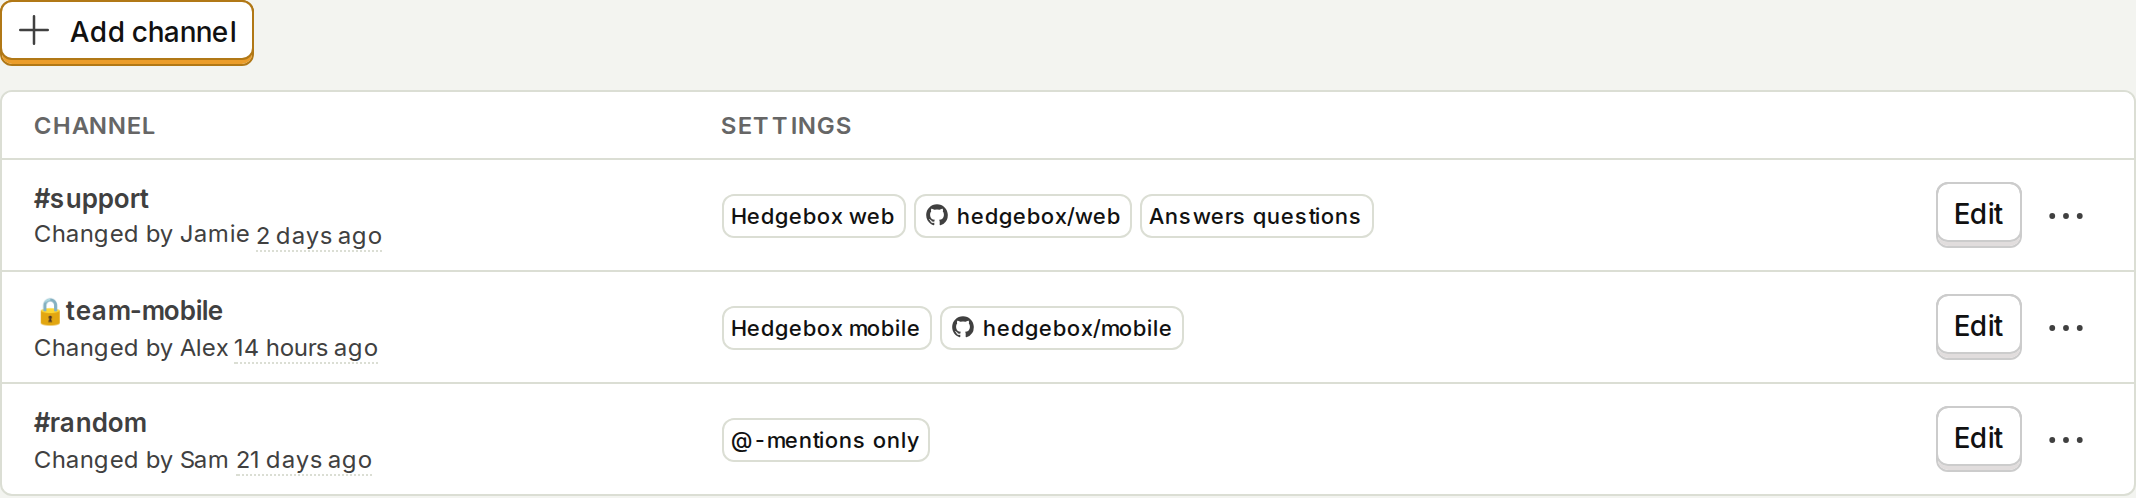 Add channel
CHANNEL SETTINGS
#support
Changed by Jamie 2 days ago
Hedgebox web hedgebox/web Answers questions
Edit
🔒team-mobile
Changed by Alex 14 hours ago
Hedgebox mobile hedgebox/mobile
Edit
#random
Changed by Sam 21 days ago
@-mentions only
Edit